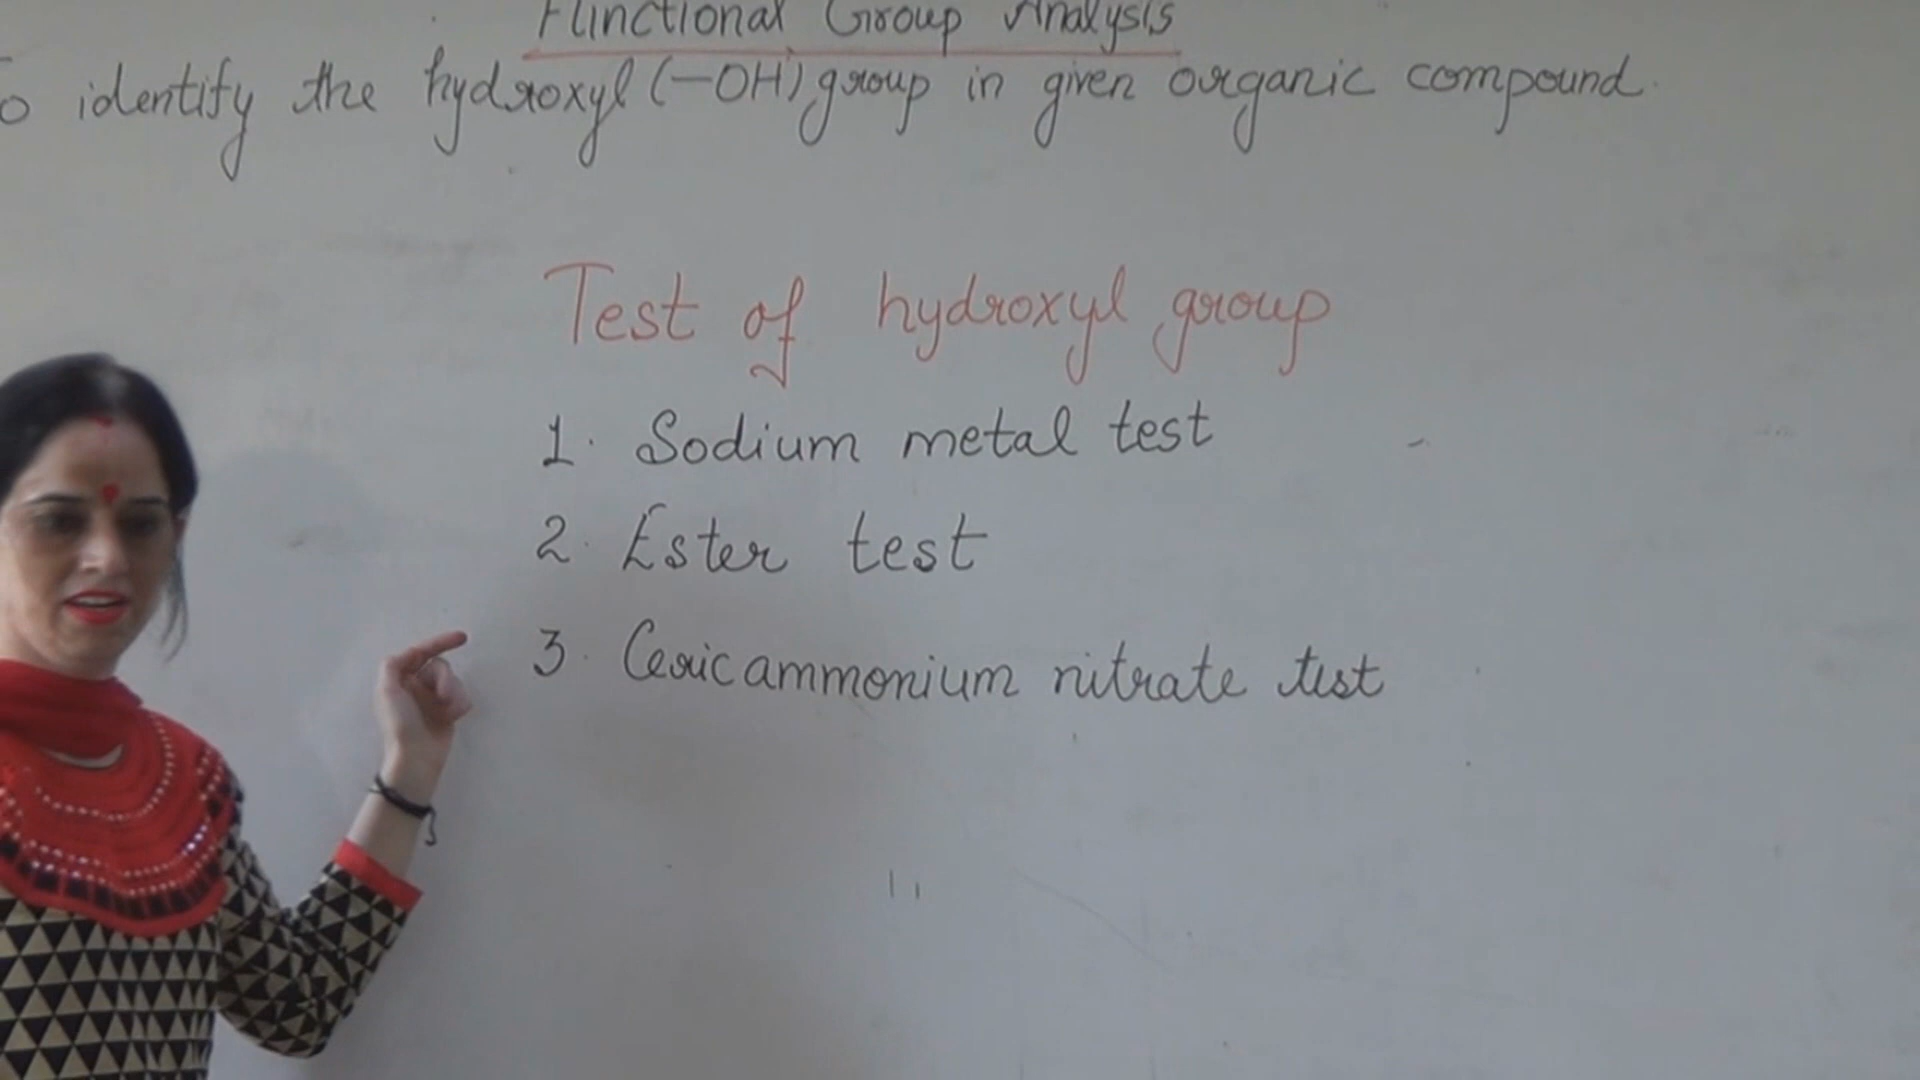 Functional Group Analysis
To identify the hydroxyl (-OH) group in given organic compound.
Test of hydroxyl group
1. Sodium metal test
2. Ester test
3. Ceric ammonium nitrate test